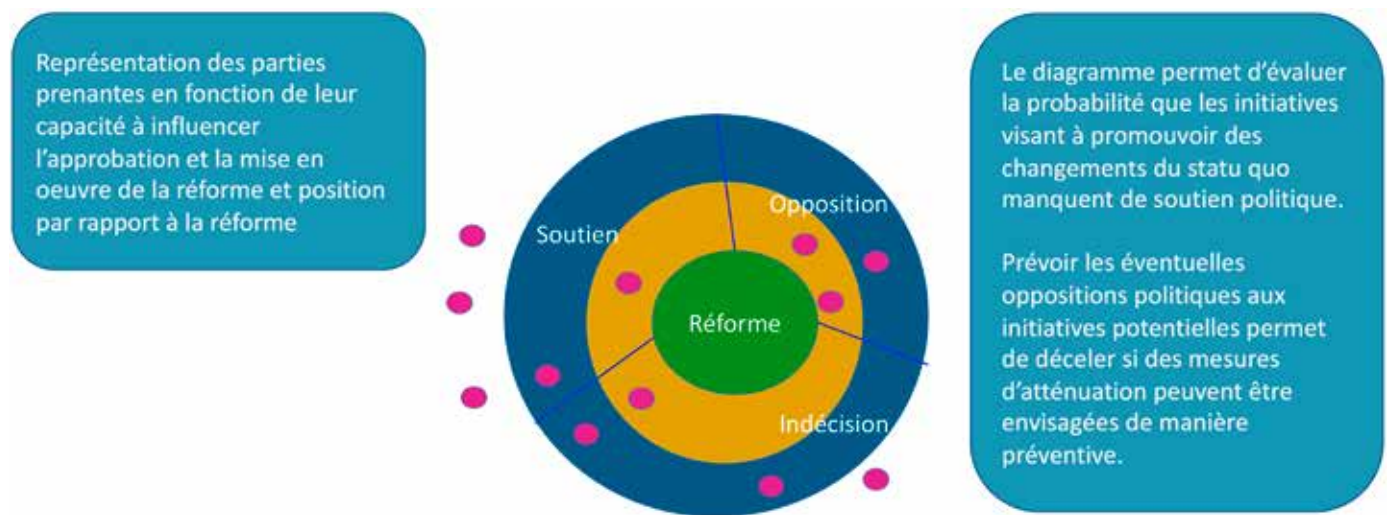 Représentation des parties
prenantes en fonction de leur
capacité à influencer
l'approbation et la mise en
oeuvre de la réforme et position
par rapport à la réforme
Soutien
Opposition
Réforme
Indécision
Le diagramme permet d'évaluer
la probabilité que les initiatives
visant à promouvoir des
changements du statu quo
manquent de soutien politique.
Prévoir les éventuelles
oppositions politiques aux
initiatives potentielles permet
de déceler si des mesures
d'atténuation peuvent être
envisagées de manière
préventive.